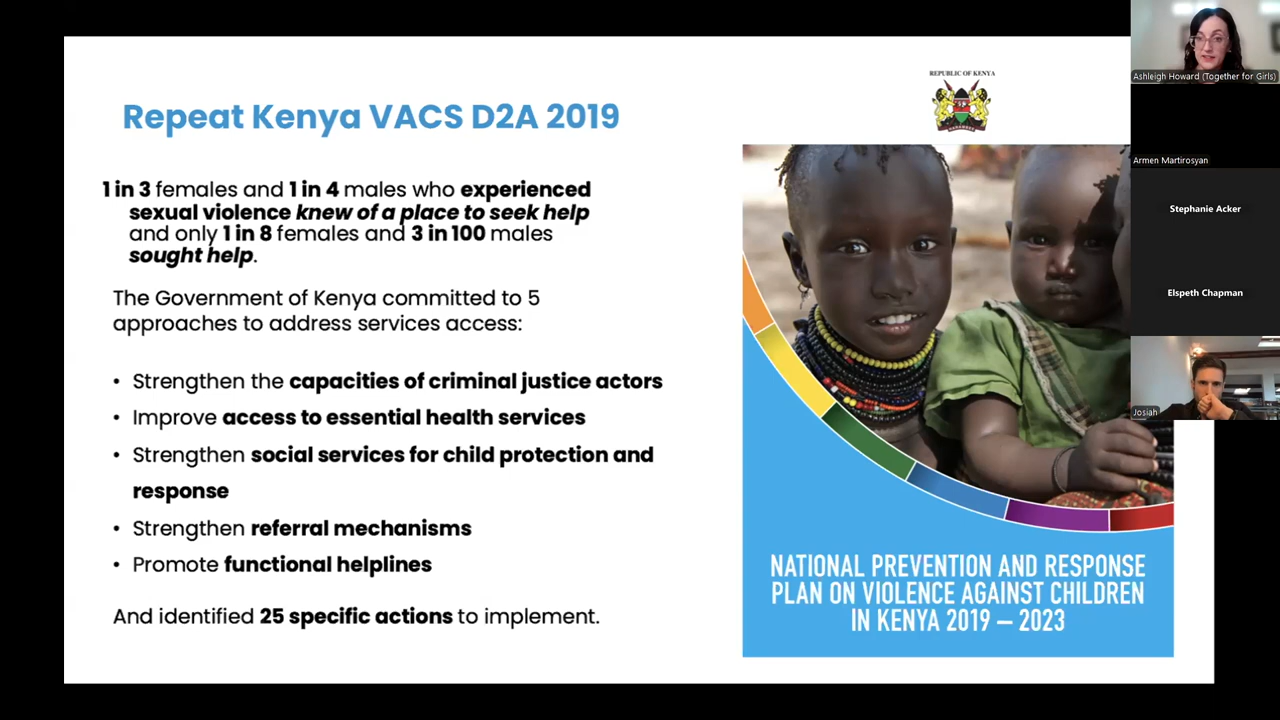 Repeat Kenya VACS D2A 2019
1 in 3 females and 1 in 4 males who experienced
sexual violence knew of a place to seek help
and only 1 in 8 females and 3 in 100 males
sought help.
The Government of Kenya committed to 5
approaches to address services access:
• Strengthen the capacities of criminal justice actors
• Improve access to essential health services
• Strengthen social services for child protection and
response
• Strengthen referral mechanisms
• Promote functional helplines
And identified 25 specific actions to implement.
REPUBLIC OF KENYA
NATIONAL PREVENTION AND RESPONSE
PLAN ON VIOLENCE AGAINST CHILDREN
IN KENYA 2019 – 2023
Ashleigh Howard (Together for Girls)
Armen Martirosyan
Stephanie Acker
Elspeth Chapman
Josiah